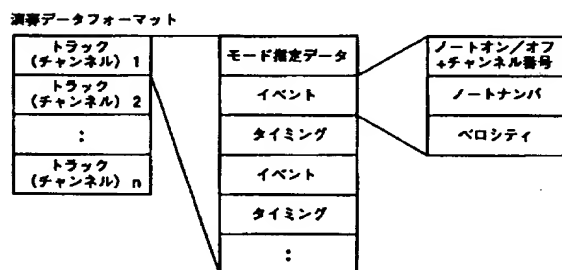 演奏データフォーマット
トラック
(チャンネル) 1
トラック
(チャンネル) 2
:
トラック
(チャンネル) n
モード指定データ
イベント
タイミング
イベント
タイミング
:
ノートオン/オフ
+チャンネル番号
ノートナンバ
ベロシティ